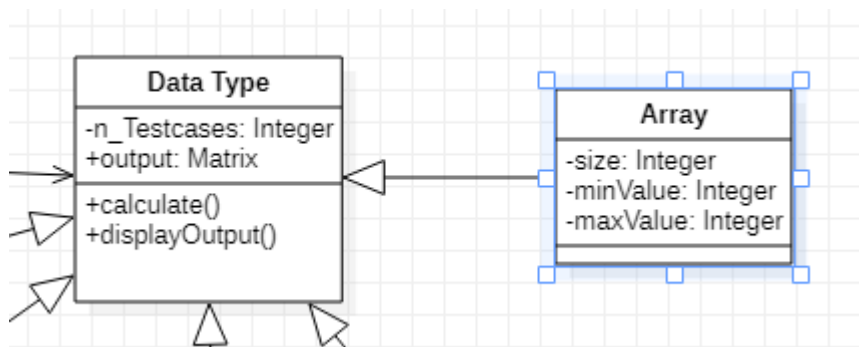 Data Type
-n_Testcases: Integer
+output: Matrix
+calculate()
+displayOutput()
Array
-size: Integer
-minValue: Integer
-maxValue: Integer